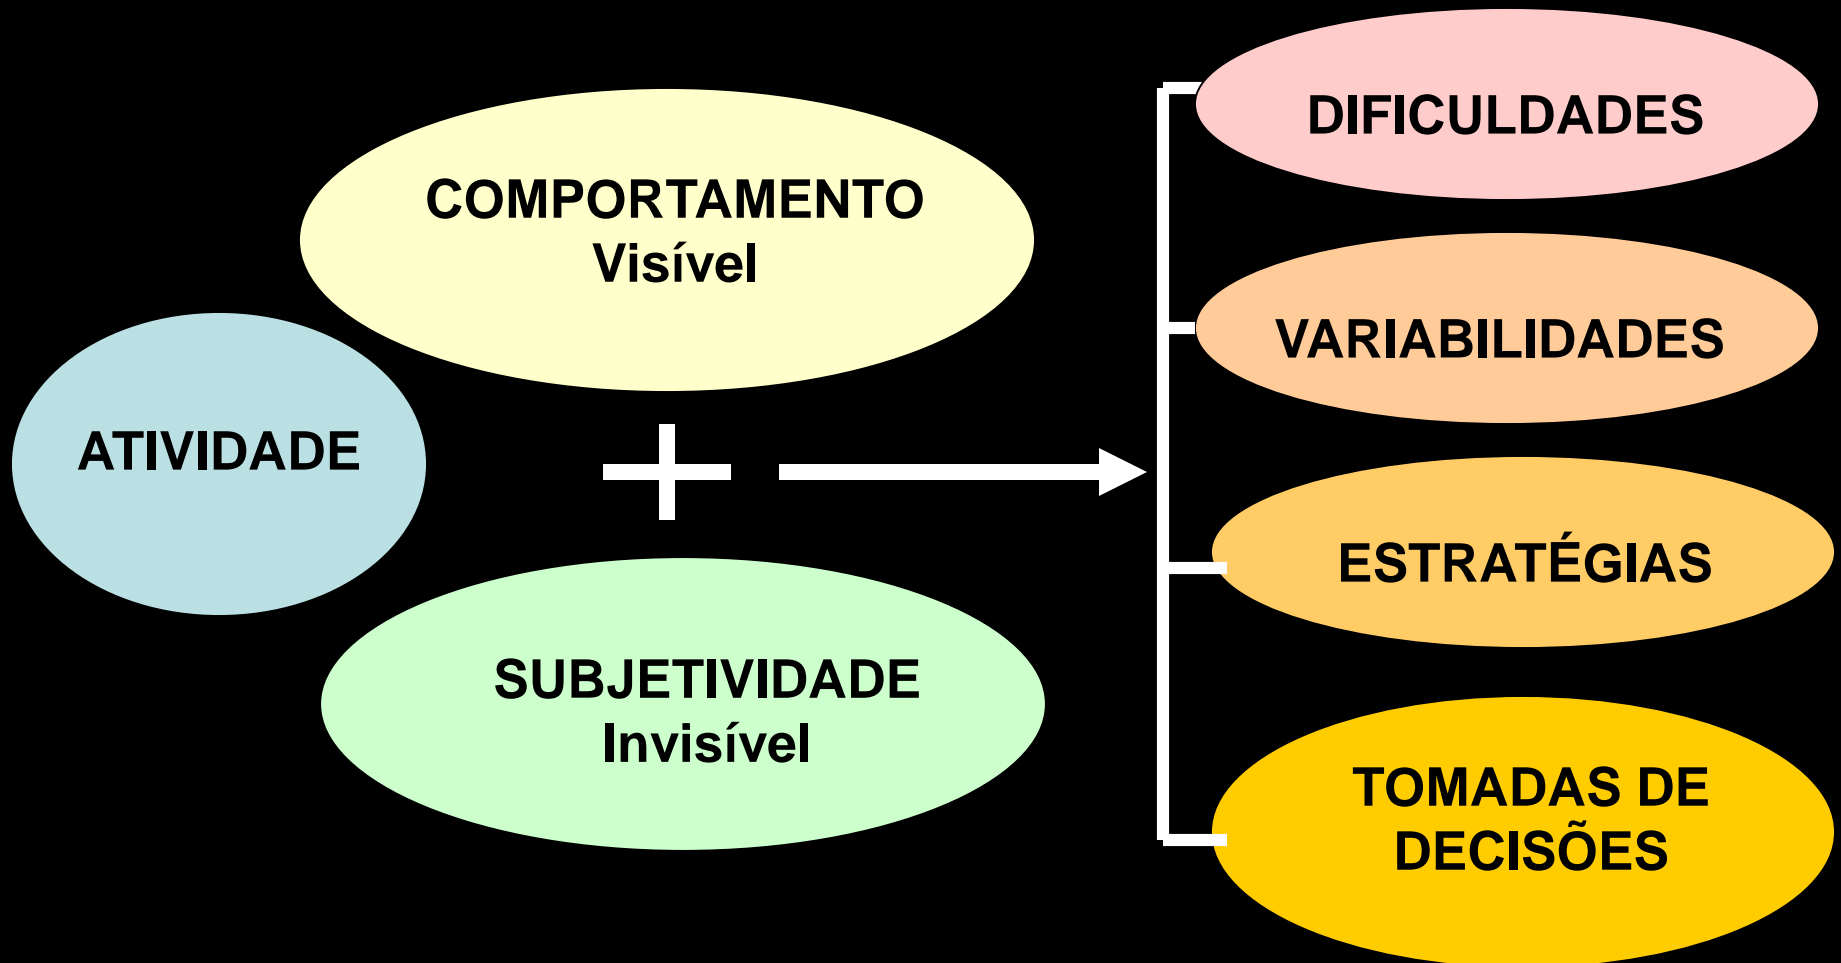 ATIVIDADE
COMPORTAMENTO
Visível
SUBJETIVIDADE
Invisível
DIFICULDADES
VARIABILIDADES
ESTRATÉGIAS
TOMADAS DE
DECISÕES